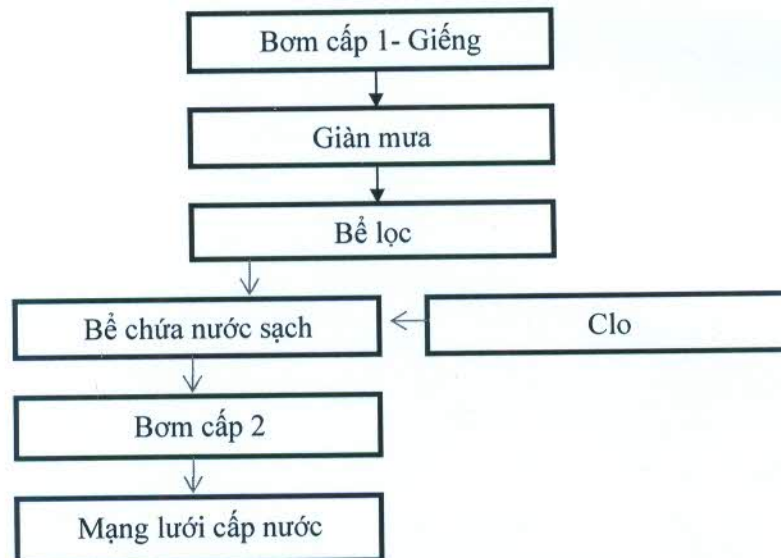 Bơm cấp 1- Giếng
Giàn mưa
Bể lọc
Bể chứa nước sạch
Clo
Bơm cấp 2
Mạng lưới cấp nước